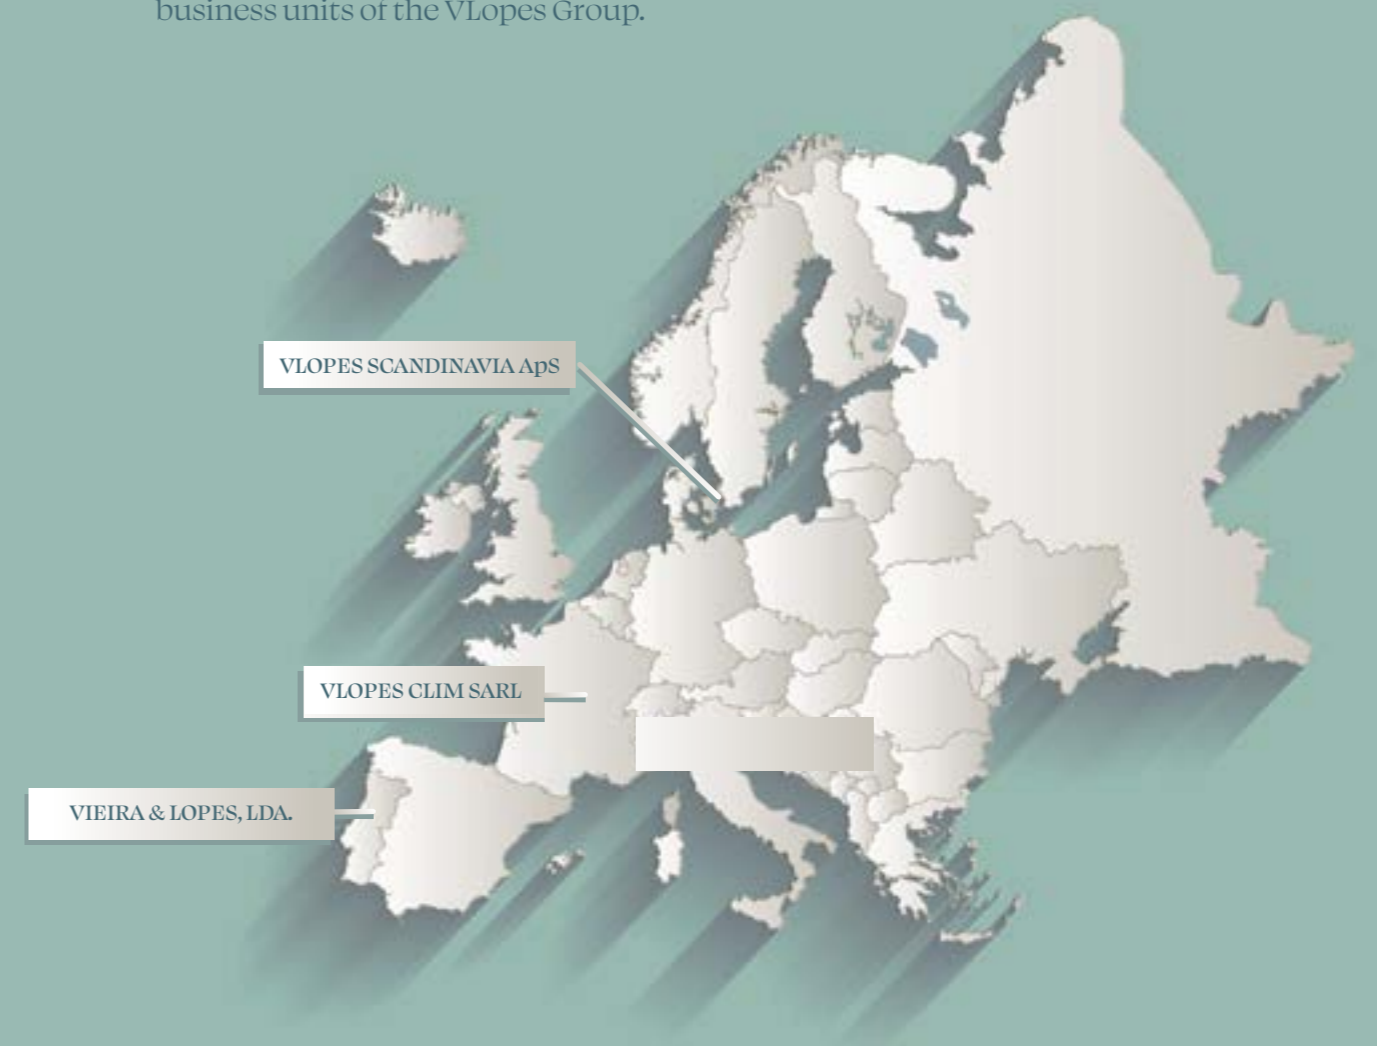 business units of the VLopes Group.
VLOPES SCANDINAVIA ApS
VLOPES CLIM SARL
VIEIRA & LOPES, LDA.